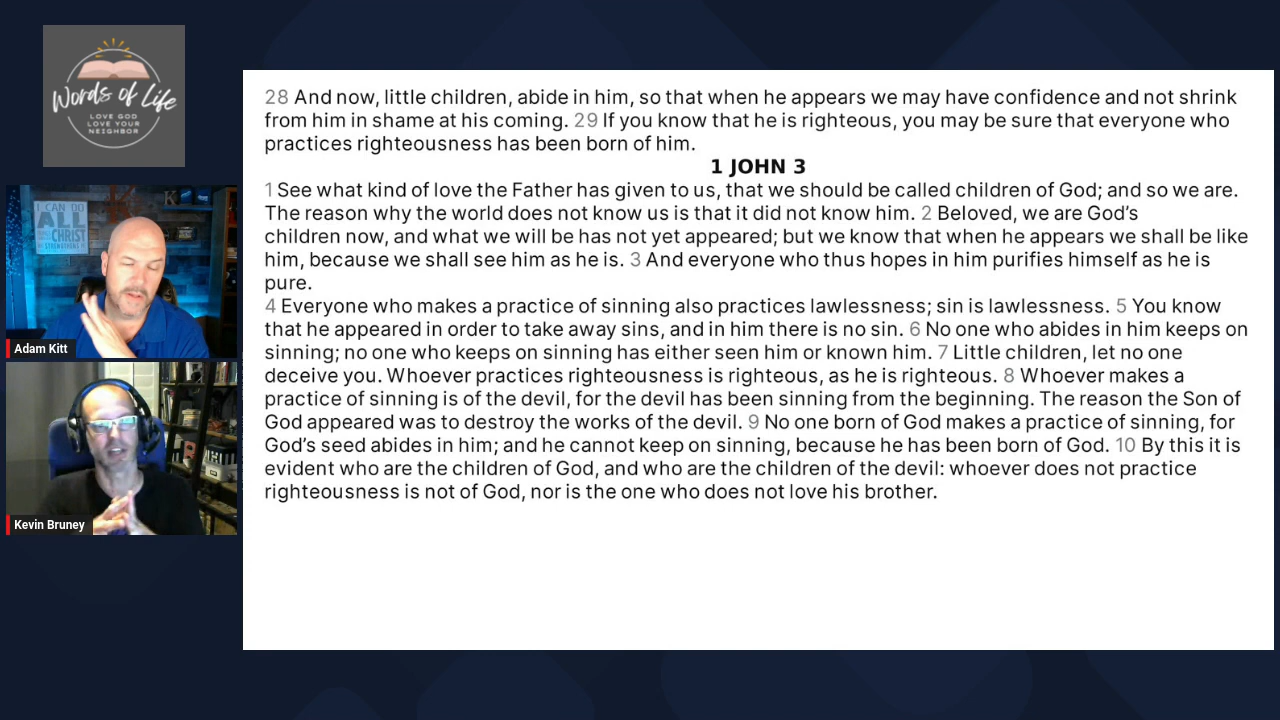 Words of Life
LOVE GOD
LOVE YOUR
NEIGHBOR
I CAN DO
ALL
CHRIST
STRENGTHENS
Adam Kitt
Kevin Bruney
28 And now, little children, abide in him, so that when he appears we may have confidence and not shrink
from him in shame at his coming. 29 If you know that he is righteous, you may be sure that everyone who
practices righteousness has been born of him.
1 JOHN 3
1 See what kind of love the Father has given to us, that we should be called children of God; and so we are.
The reason why the world does not know us is that it did not know him. 2 Beloved, we are God’s
children now, and what we will be has not yet appeared; but we know that when he appears we shall be like
him, because we shall see him as he is. 3 And everyone who thus hopes in him purifies himself as he is
pure.
4 Everyone who makes a practice of sinning also practices lawlessness; sin is lawlessness. 5 You know
that he appeared in order to take away sins, and in him there is no sin. 6 No one who abides in him keeps on
sinning; no one who keeps on sinning has either seen him or known him. 7 Little children, let no one
deceive you. Whoever practices righteousness is righteous, as he is righteous. 8 Whoever makes a
practice of sinning is of the devil, for the devil has been sinning from the beginning. The reason the Son of
God appeared was to destroy the works of the devil. 9 No one born of God makes a practice of sinning, for
God’s seed abides in him; and he cannot keep on sinning, because he has been born of God. 10 By this it is
evident who are the children of God, and who are the children of the devil: whoever does not practice
righteousness is not of God, nor is the one who does not love his brother.